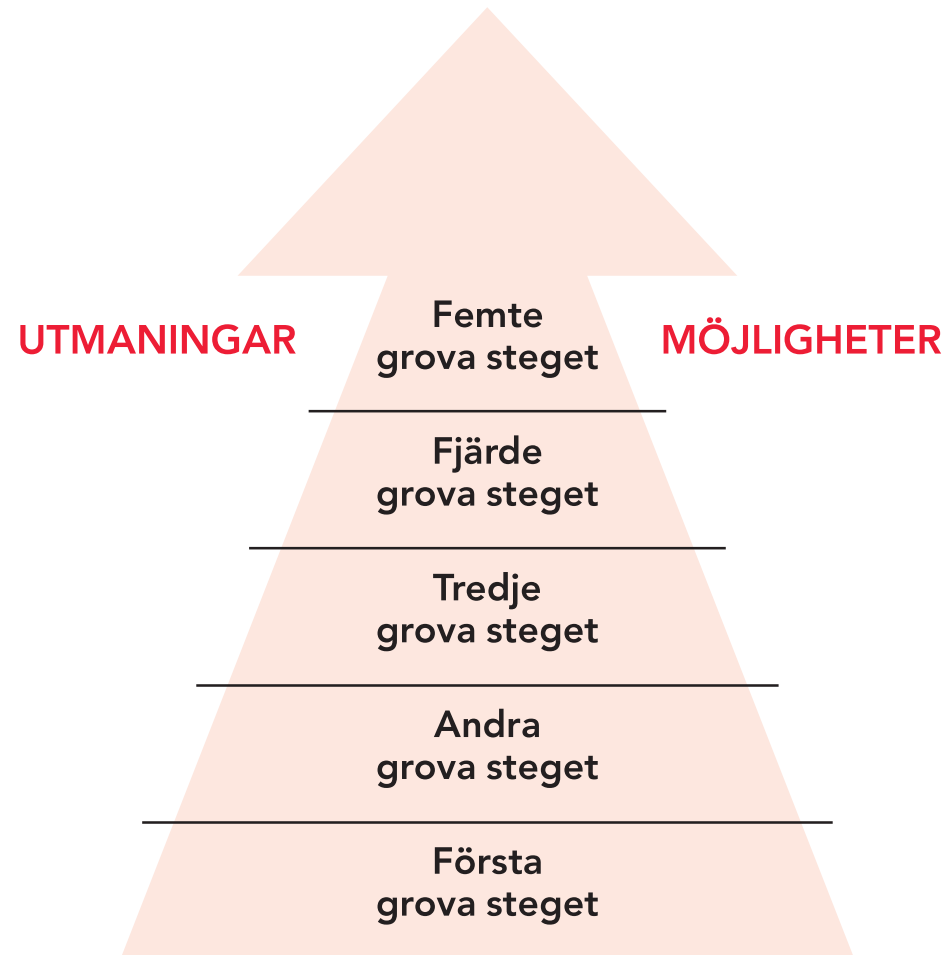 UTMANINGAR
MÖJLIGHETER
Femte
grova steget
Fjärde
grova steget
Tredje
grova steget
Andra
grova steget
Första
grova steget